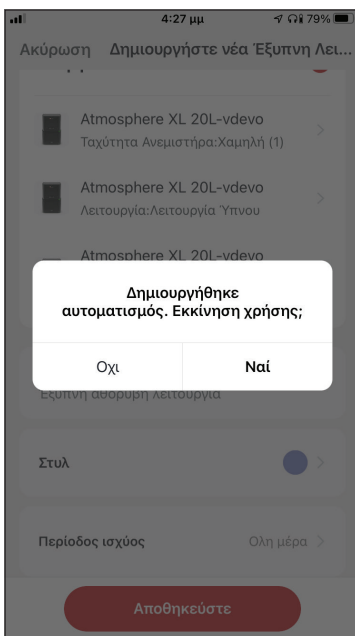 4:27 μμ
79%
Ακύρωση Δημιουργήστε νέα Έξυπνη Λει...
Atmosphere XL 20L-vdevo
Ταχύτητα Ανεμιστήρα:Χαμηλή (1)
Atmosphere XL 20L-vdevo
Λειτουργία:Λειτουργία Ύπνου
Atmosphere XL 20L-vdevo
Δημιουργήθηκε
αυτοματισμός. Εκκίνηση χρήσης;
Οχι
Ναί
Έξυπνη αθόρυβη λειτουργία
Στυλ
Περίοδος ισχύος
Ολη μέρα
Αποθηκεύστε